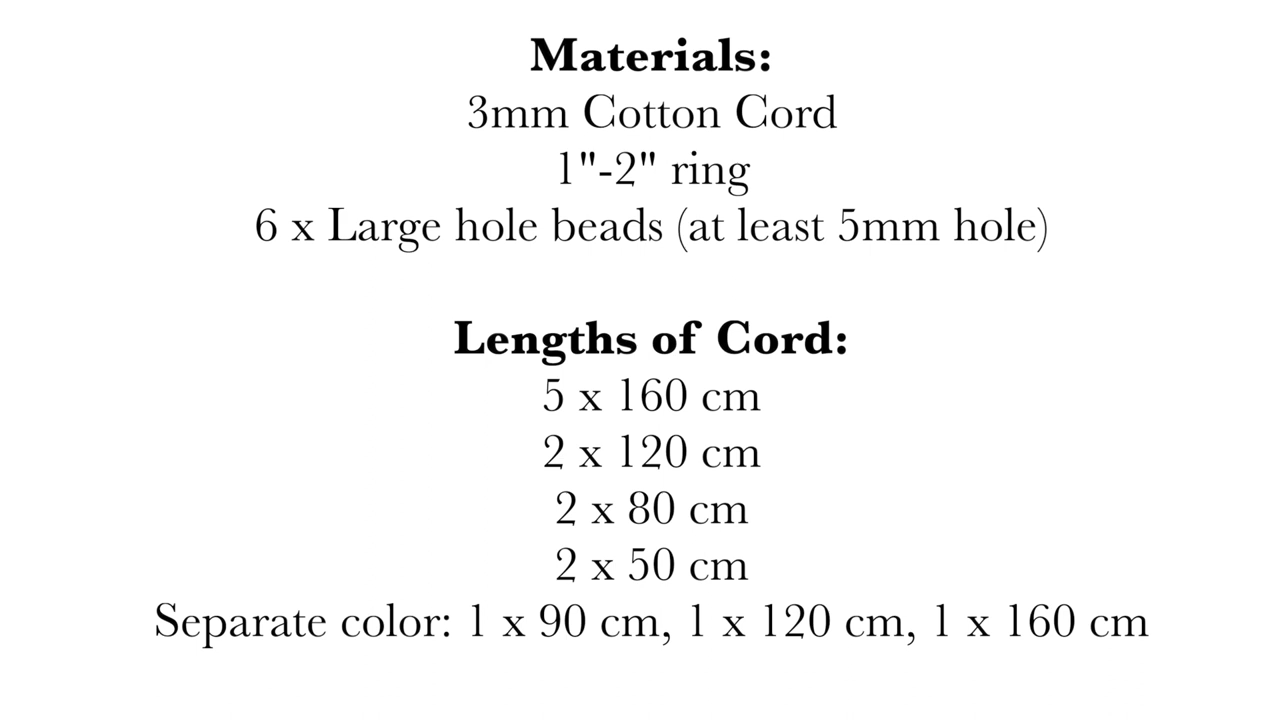 Materials:
3mm Cotton Cord
1"-2" ring
6 x Large hole beads (at least 5mm hole)
Lengths of Cord:
5 x 160 cm
2 x 120 cm
2 x 80 cm
2 x 50 cm
Separate color: 1 x 90 cm, 1 x 120 cm, 1 x 160 cm